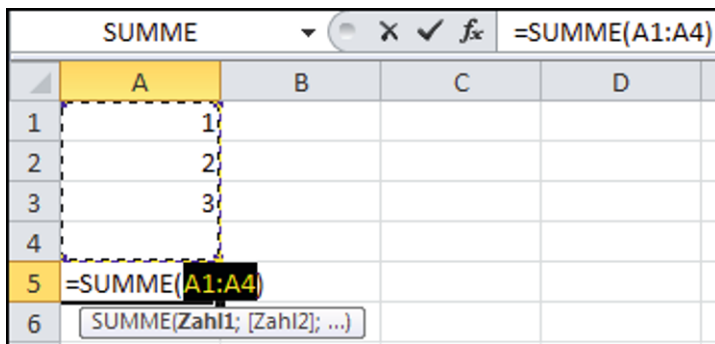 SUMME fx =SUMME(A1:A4)
A B C D
1 1
2 2
3 3
4
5 =SUMME(A1:A4)
6 SUMME(Zahl1; [Zahl2]; ...)